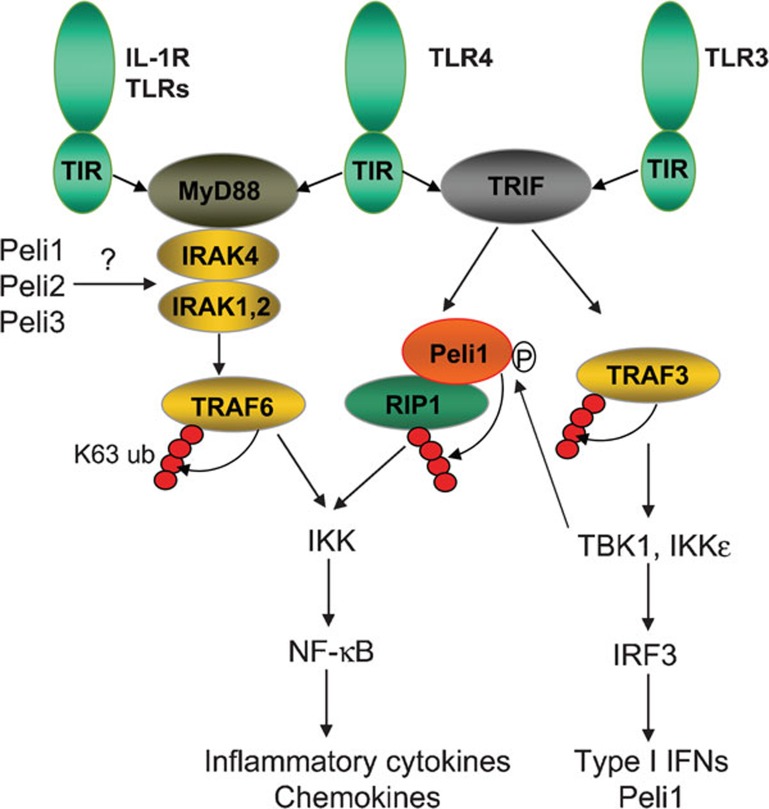 IL-1R
TLRs
TLR4
TLR3
TIR
TIR
TIR
MyD88
TRIF
Peli1
Peli2
Peli3
?
IRAK4
IRAK1,2
Peli1
P
TRAF3
TRAF6
RIP1
K63 ub
IKK
TBK1, IKKε
NF-κB
IRF3
Inflammatory cytokines
Chemokines
Type I IFNs
Peli1